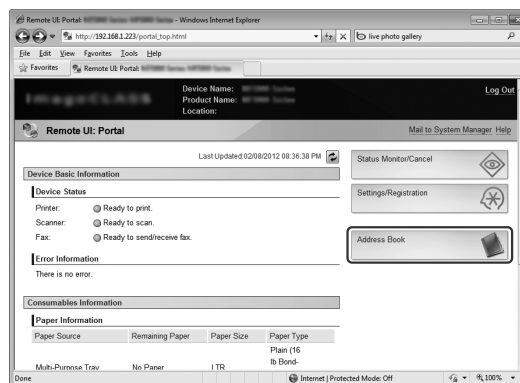 Remote UI: Portal: - Windows Internet Explorer
http://192.168.1.223/portal_top.html
live photo gallery
File Edit View Favorites Tools Help
Favorites
Remote UI: Portal:
Device Name:
Product Name:
Location:
Log Out
Remote UI: Portal
Mail to System Manager Help
Last Updated:02/08/2012 08:36:38 PM
Device Basic Information
Device Status
Printer: Ready to print.
Scanner: Ready to scan.
Fax: Ready to send/receive fax.
Error Information
There is no error.
Consumables Information
Paper Information
Paper Source Remaining Paper Paper Size Paper Type
Plain (16
lb Bond-
Multi-Purpose Tray No Paper LTR
Status Monitor/Cancel
Settings/Registration
Address Book
Done
Internet | Protected Mode: Off
100%